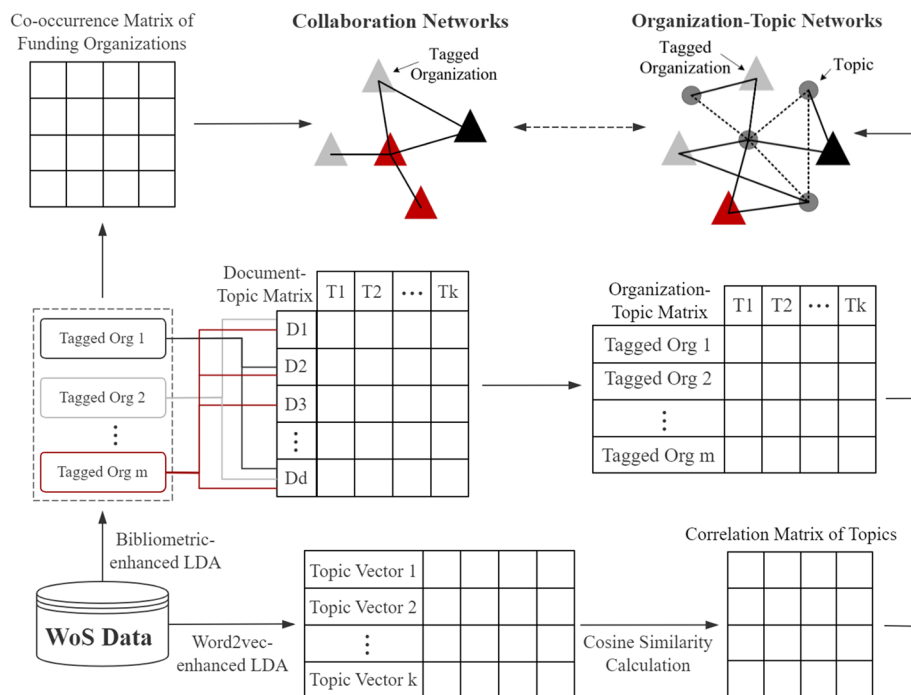 Co-occurrence Matrix of
Funding Organizations
Collaboration Networks
Tagged
Organization
Organization-Topic Networks
Tagged
Organization
Topic
Document-
Topic Matrix
T1 T2 ··· Tk
D1
D2
D3
⋮
Dd
Tagged Org 1
Tagged Org 2
⋮
Tagged Org m
Organization-
Topic Matrix
T1 T2 ··· Tk
Tagged Org 1
Tagged Org 2
⋮
Tagged Org m
Bibliometric-
enhanced LDA
WoS Data
Word2vec-
enhanced LDA
Topic Vector 1
Topic Vector 2
⋮
Topic Vector k
Cosine Similarity
Calculation
Correlation Matrix of Topics